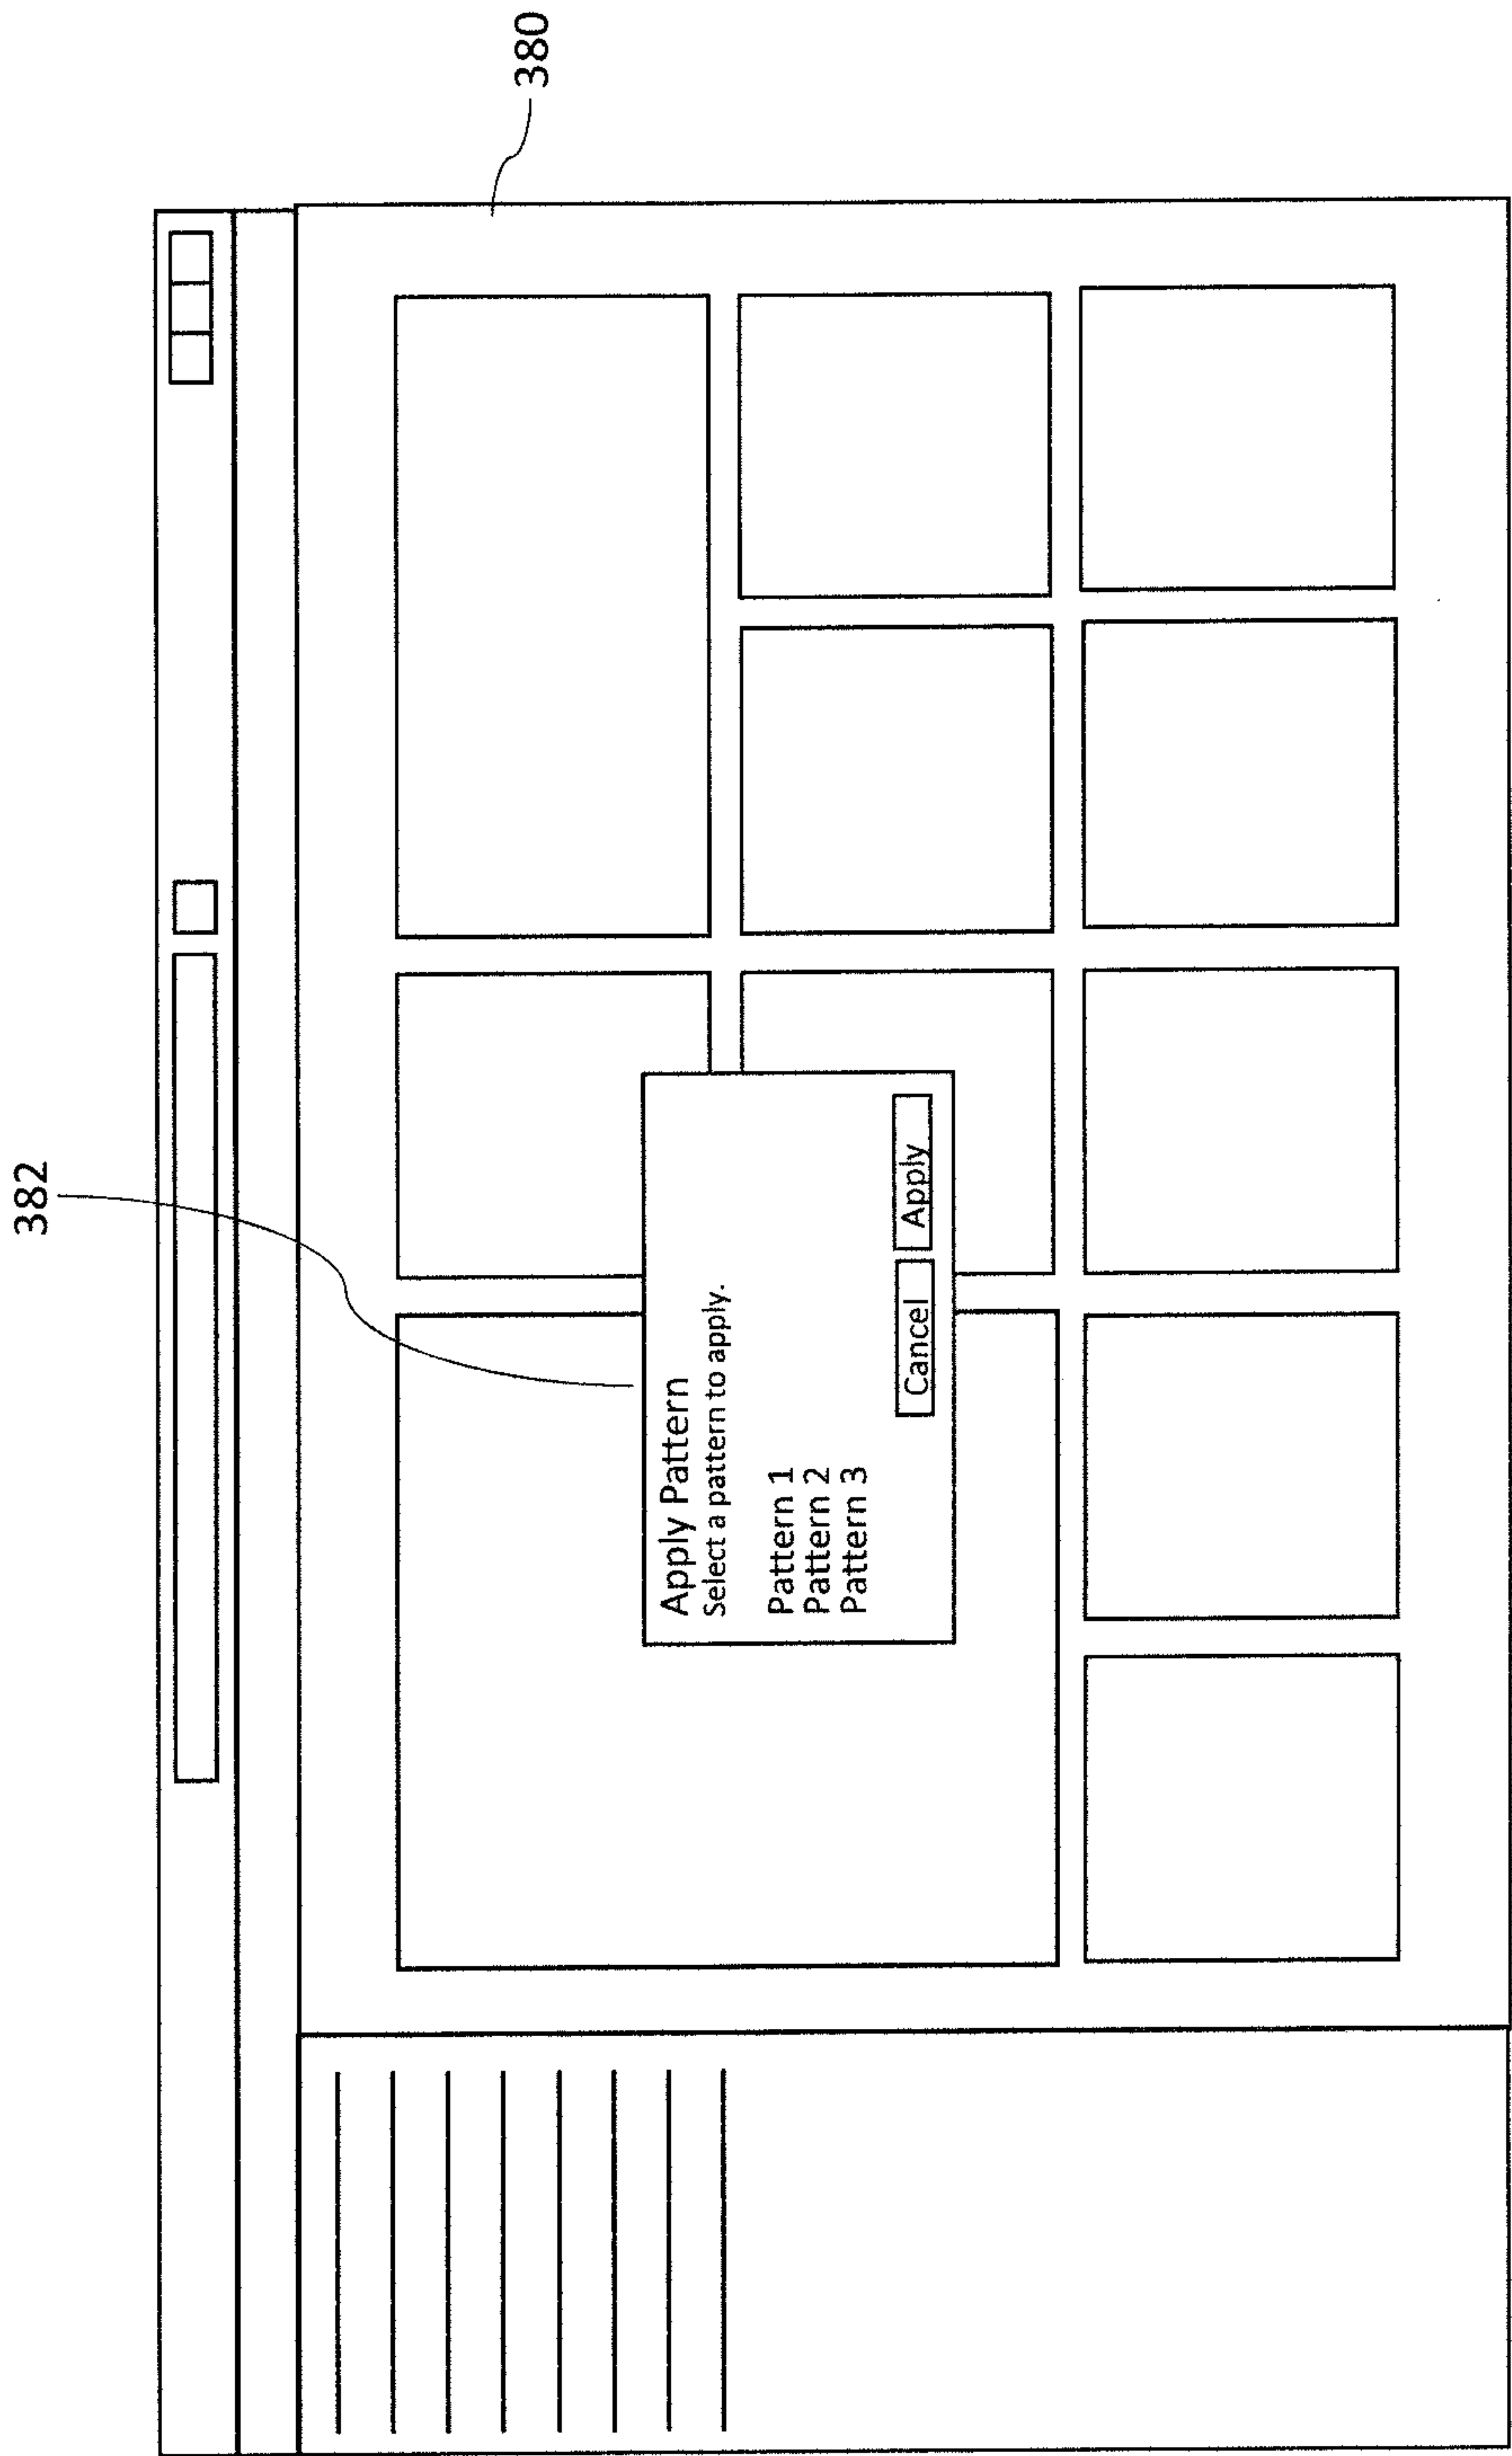 382
380
Apply Pattern
Select a pattern to apply.
Pattern 1
Pattern 2
Pattern 3
Cancel Apply